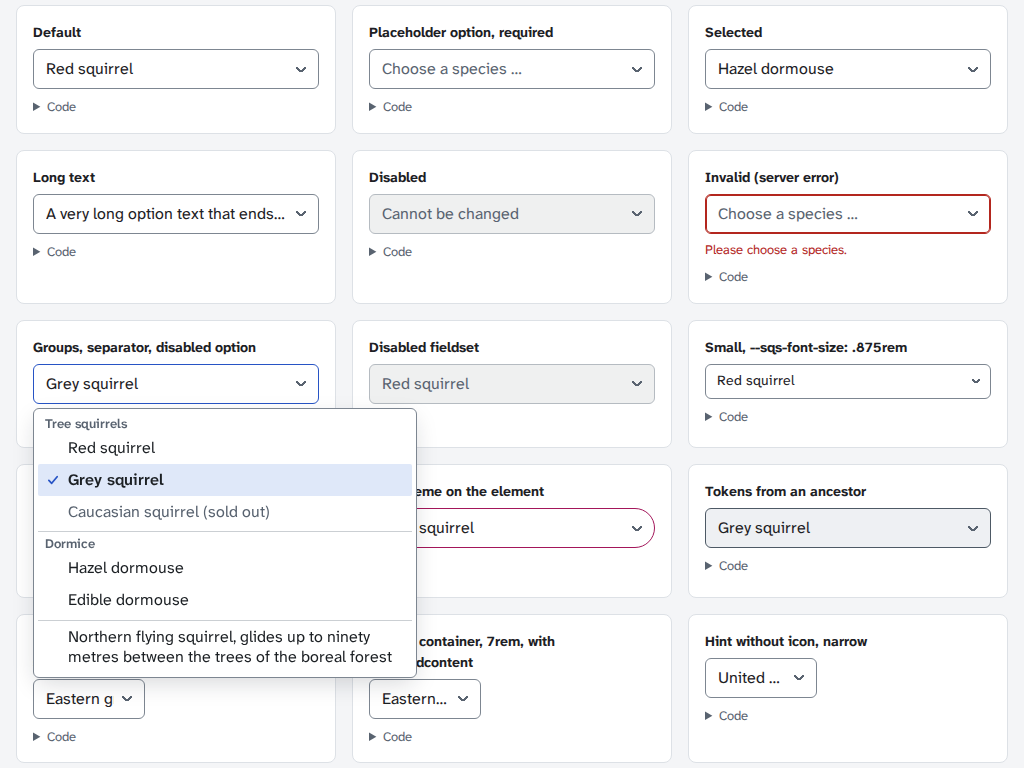 Default
Red squirrel
Code
Placeholder option, required
Choose a species ...
Code
Selected
Hazel dormouse
Code
Long text
A very long option text that ends...
Code
Disabled
Cannot be changed
Code
Invalid (server error)
Choose a species ...
Please choose a species.
Code
Groups, separator, disabled option
Grey squirrel
Tree squirrels
Red squirrel
Grey squirrel
Caucasian squirrel (sold out)
Dormice
Hazel dormouse
Edible dormouse
Northern flying squirrel, glides up to ninety
metres between the trees of the boreal forest
Disabled fieldset
Red squirrel
Small, --sqs-font-size: .875rem
Red squirrel
Code
on the element
squirrel
Tokens from an ancestor
Grey squirrel
Code
Eastern g
Code
container, 7rem, with
Eastern...
Code
Hint without icon, narrow
United ...
Code